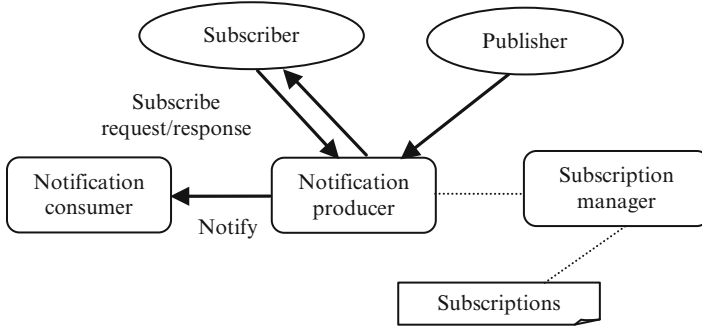 Subscriber
Publisher
Subscribe
request/response
Notification
consumer
Notify
Notification
producer
Subscription
manager
Subscriptions